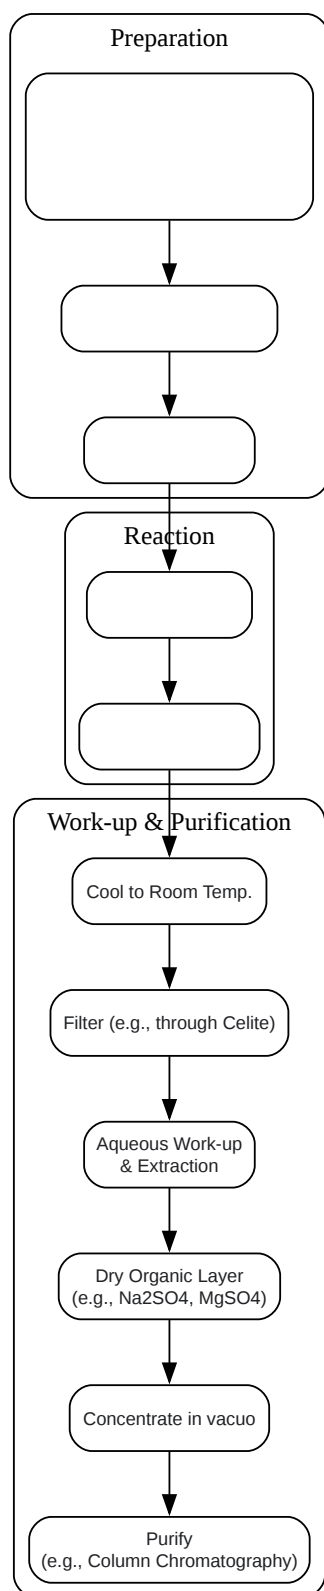 Preparation
Reaction
Work-up & Purification
Cool to Room Temp.
Filter (e.g., through Celite)
Aqueous Work-up
& Extraction
Dry Organic Layer
(e.g., Na2SO4, MgSO4)
Concentrate in vacuo
Purify
(e.g., Column Chromatography)